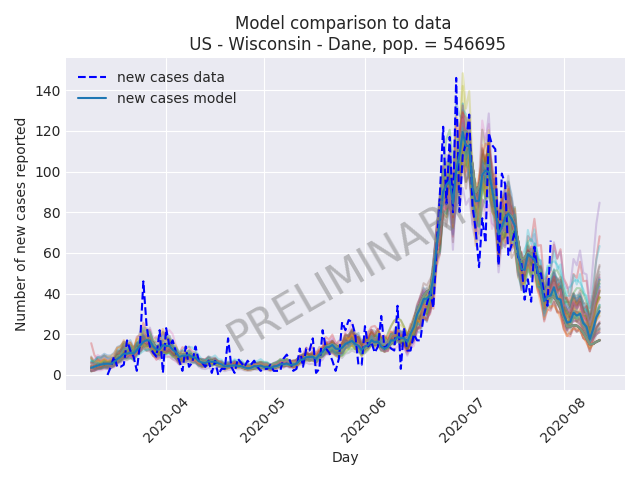 Model comparison to data
US - Wisconsin - Dane, pop. = 546695
new cases data
new cases model
Number of new cases reported
140
120
100
80
60
40
20
0
PRELIMINARY
2020-04
2020-05
2020-06
2020-07
2020-08
Day